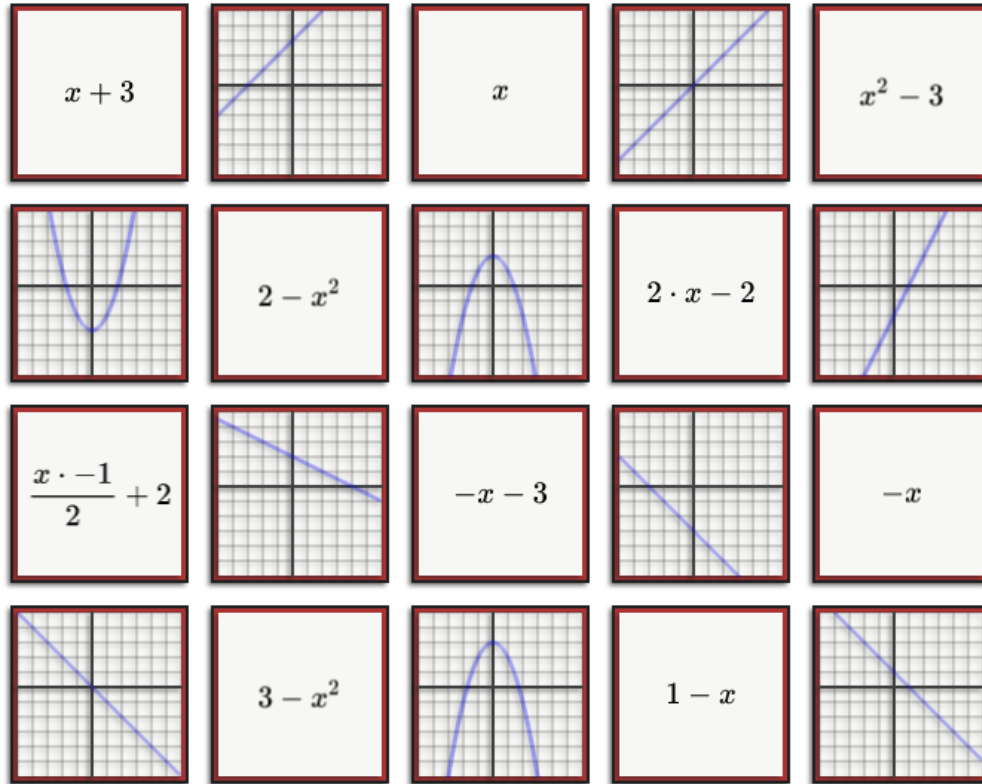 x + 3
x
x² − 3
2 − x²
2 · x − 2
x · −1
2
+ 2
−x − 3
−x
3 − x²
1 − x